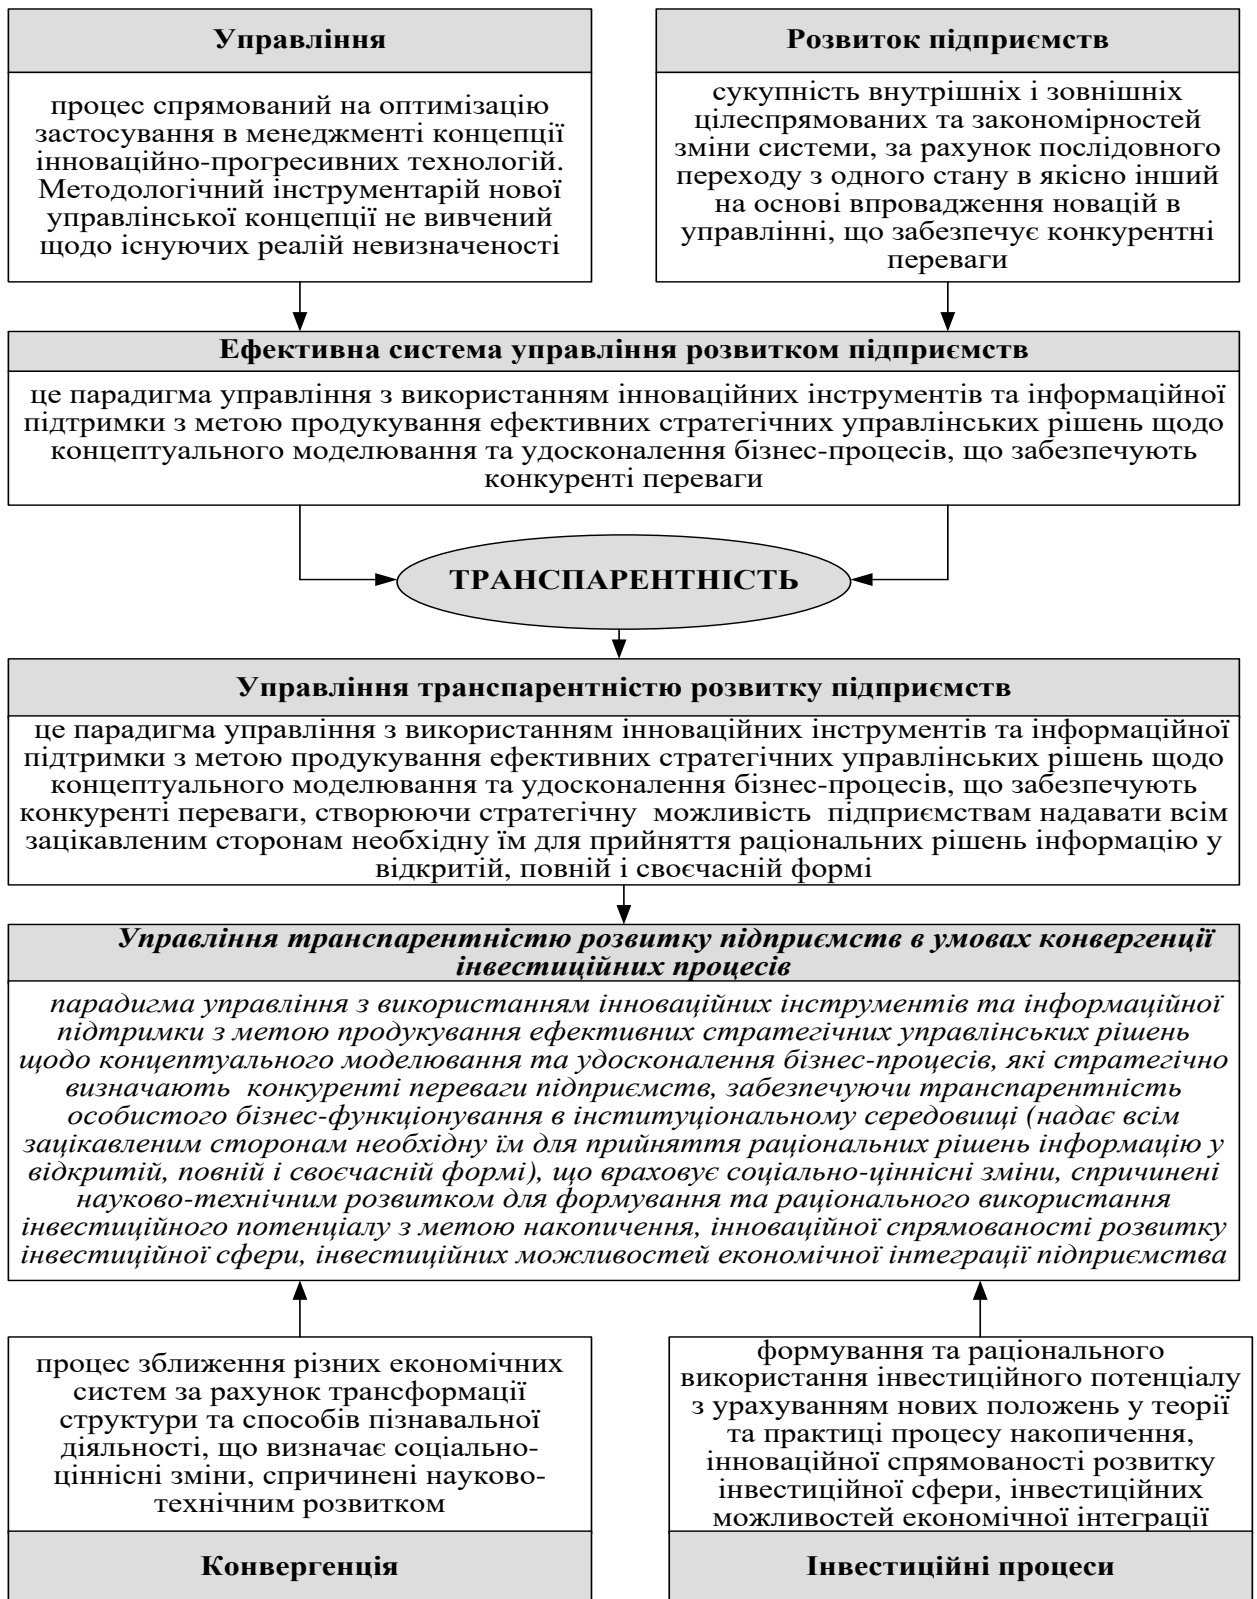 Управління
процес спрямований на оптимізацію
застосування в менеджменті концепції
інноваційно-прогресивних технологій.
Методологічний інструментарій нової
управлінської концепції не вивчений
щодо існуючих реалій невизначеності
Розвиток підприємств
сукупність внутрішніх і зовнішніх
цілеспрямованих та закономірностей
зміни системи, за рахунок послідовного
переходу з одного стану в якісно інший
на основі впровадження новацій в
управлінні, що забезпечує конкурентні
переваги
Ефективна система управління розвитком підприємств
це парадигма управління з використанням інноваційних інструментів та інформаційної
підтримки з метою продукування ефективних стратегічних управлінських рішень щодо
концептуального моделювання та удосконалення бізнес-процесів, що забезпечують
конкуренті переваги
ТРАНСПАРЕНТНІСТЬ
Управління транспарентністю розвитку підприємств
це парадигма управління з використанням інноваційних інструментів та інформаційної
підтримки з метою продукування ефективних стратегічних управлінських рішень щодо
концептуального моделювання та удосконалення бізнес-процесів, що забезпечують
конкуренті переваги, створюючи стратегічну можливість підприємствам надавати всім
зацікавленим сторонам необхідну їм для прийняття раціональних рішень інформацію у
відкритій, повній і своєчасній формі
Управління транспарентністю розвитку підприємств в умовах конвергенції
інвестиційних процесів
парадигма управління з використанням інноваційних інструментів та інформаційної
підтримки з метою продукування ефективних стратегічних управлінських рішень
щодо концептуального моделювання та удосконалення бізнес-процесів, які стратегічно
визначають конкуренті переваги підприємств, забезпечуючи транспарентність
особистого бізнес-функціонування в інституціональному середовищі (надає всім
зацікавленим сторонам необхідну їм для прийняття раціональних рішень інформацію у
відкритій, повній і своєчасній формі), що враховує соціально-ціннісні зміни, спричинені
науково-технічним розвитком для формування та раціонального використання
інвестиційного потенціалу з метою накопичення, інноваційної спрямованості розвитку
інвестиційної сфери, інвестиційних можливостей економічної інтеграції підприємства
процес зближення різних економічних
систем за рахунок трансформації
структури та способів пізнавальної
діяльності, що визначає соціально-
ціннісні зміни, спричинені науково-
технічним розвитком
Конвергенція
формування та раціонального
використання інвестиційного потенціалу
з урахуванням нових положень у теорії
та практиці процесу накопичення,
інноваційної спрямованості розвитку
інвестиційної сфери, інвестиційних
можливостей економічної інтеграції
Інвестиційні процеси